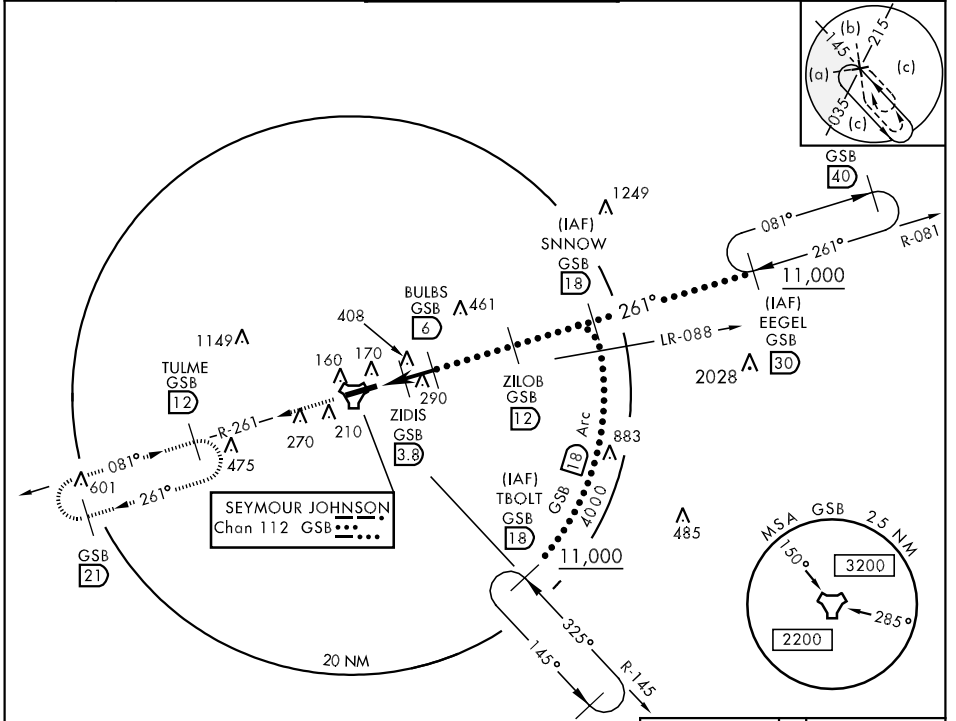 (b)
145
215
(a)
(c)
035
(c)
GSB
40
081°
261°
R-081
11,000
(IAF)
EEGEL
GSB
30
1249
(IAF)
SNNOW
GSB
18
261°
LR-088
2028
BULBS
GSB
6
461
408
1149
160
170
TULME
GSB
12
290
ZIDIS
GSB
3.8
ZILOB
GSB
12
R-261
270
210
475
081°
601
261°
GSB
21
SEYMOUR JOHNSON
Chan 112 GSB
883
GSB 18 Arc
4000
(IAF)
TBOLT
GSB
18
11,000
485
325°
145°
R-145
20 NM
MSA GSB 25 NM
150°
3200
285°
2200